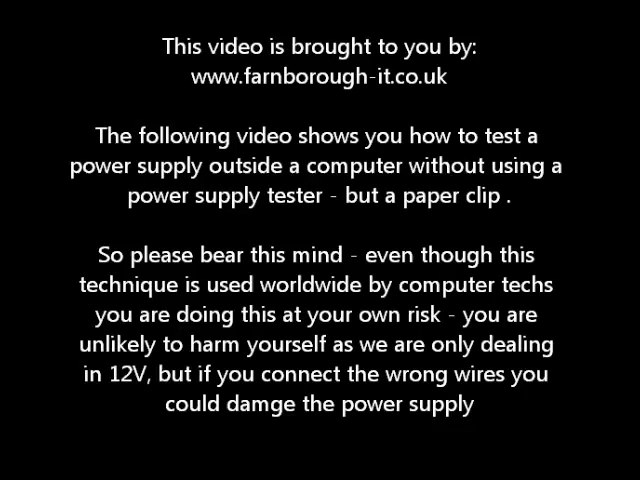 This video is brought to you by:
www.farnborough-it.co.uk
The following video shows you how to test a
power supply outside a computer without using a
power supply tester - but a paper clip .
So please bear this mind - even though this
technique is used worldwide by computer techs
you are doing this at your own risk - you are
unlikely to harm yourself as we are only dealing
in 12V, but if you connect the wrong wires you
could damge the power supply